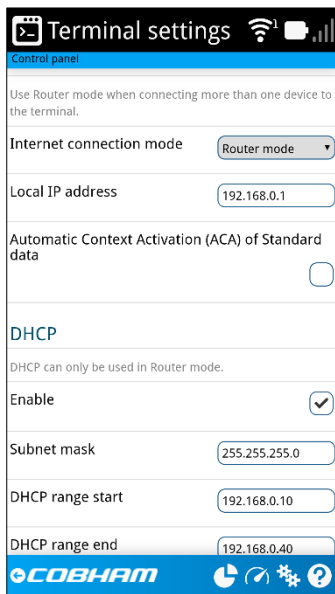 Terminal settings 1
Control panel
Use Router mode when connecting more than one device to
the terminal.
Internet connection mode Router mode
Local IP address 192.168.0.1
Automatic Context Activation (ACA) of Standard
data
DHCP
DHCP can only be used in Router mode.
Enable
Subnet mask 255.255.255.0
DHCP range start 192.168.0.10
DHCP range end 192.168.0.40
COBHAM